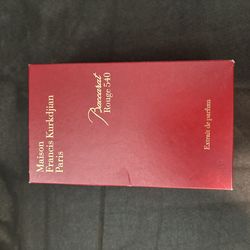 Maison
Francis Kurkdjian
Paris
Baccarat
Rouge 540
Extrait de parfum